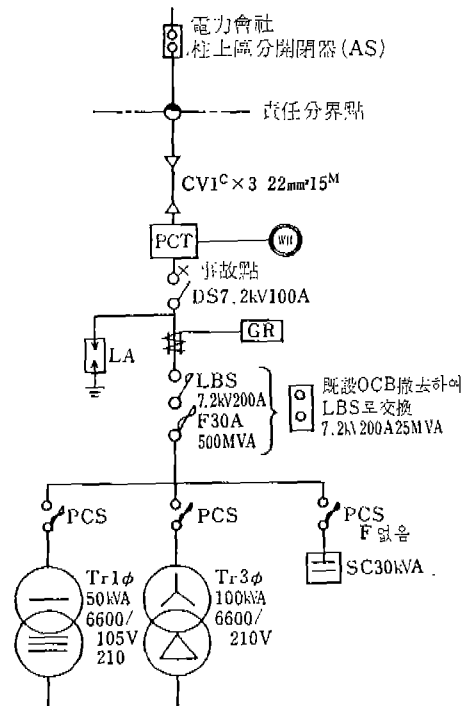 電力會社
柱上區分開閉器(AS)
責任分界點
CV1ᶜ×3 22㎟15ᴹ
PCT
WH
事故點
DS7.2kV100A
GR
LA
LBS
7.2kV200A
F30A
500MVA
既設OCB撤去하여
LBS로交換
7.2kV200A25MVA
PCS
PCS
PCS
F없음
SC30kVA
Tr1φ
50kVA
6600/
105V
210
Tr3φ
100kVA
6600/
210V